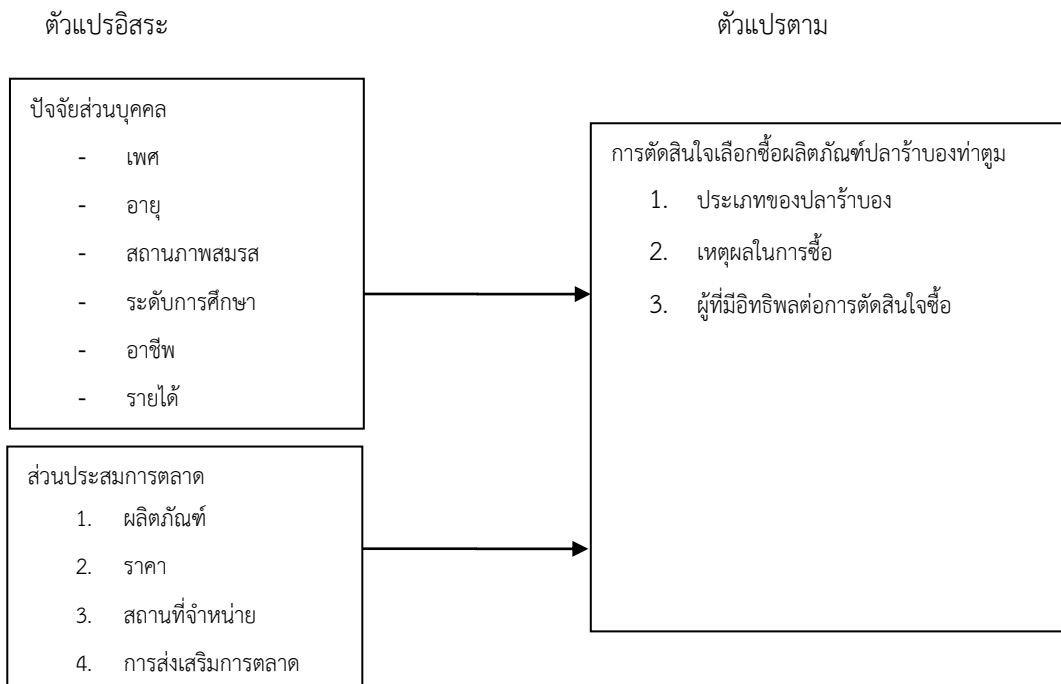 ตัวแปรอิสระ
ตัวแปรตาม
ปัจจัยส่วนบุคคล
- เพศ
- อายุ
- สถานภาพสมรส
- ระดับการศึกษา
- อาชีพ
- รายได้
ส่วนประสมการตลาด
1. ผลิตภัณฑ์
2. ราคา
3. สถานที่จำหน่าย
4. การส่งเสริมการตลาด
การตัดสินใจเลือกซื้อผลิตภัณฑ์ปลาร้าบองท่าตูม
1. ประเภทของปลาร้าบอง
2. เหตุผลในการซื้อ
3. ผู้ที่มีอิทธิพลต่อการตัดสินใจซื้อ